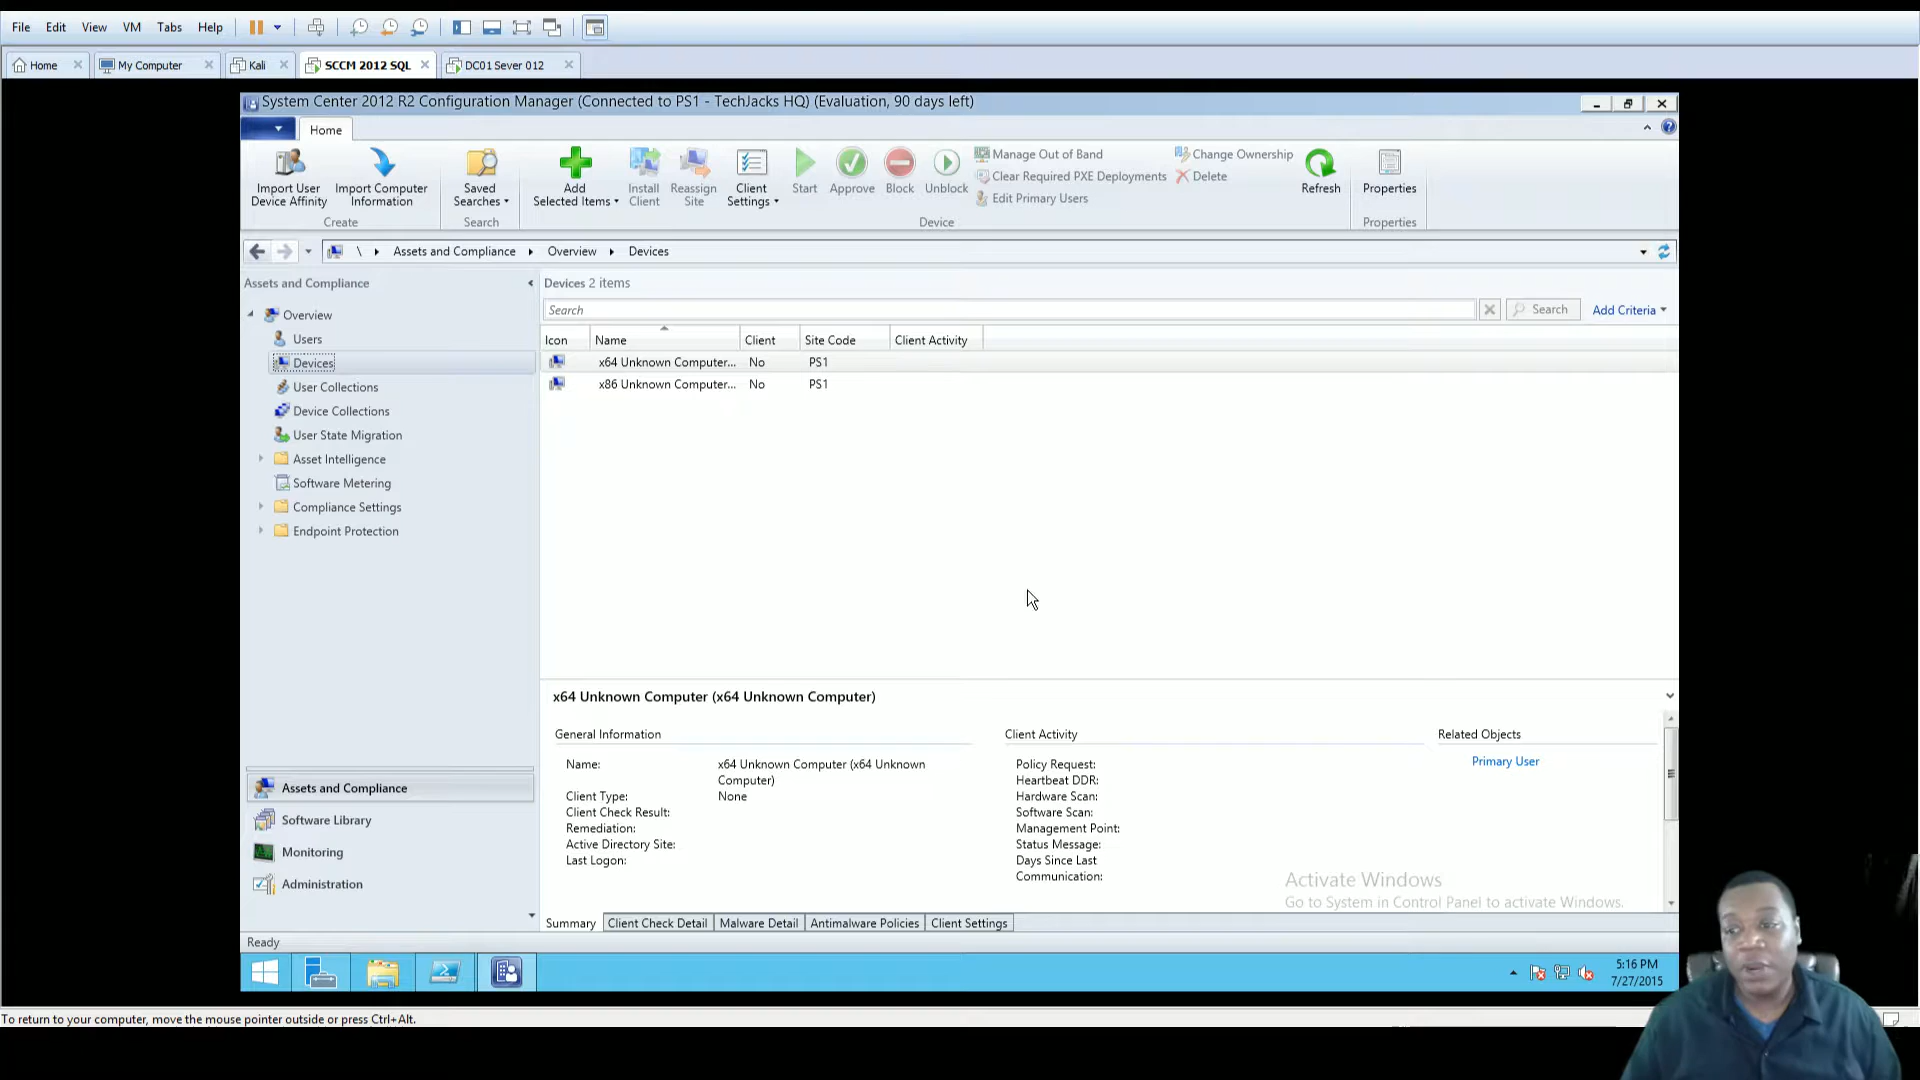 File Edit View VM Tabs Help
Home My Computer Kali SCCM 2012 SQL DC01 Sever 012
System Center 2012 R2 Configuration Manager (Connected to PS1 - TechJacks HQ) (Evaluation, 90 days left)
Home
Import User Device Affinity
Import Computer Information
Create
Saved Searches
Search
Add Selected Items
Install Client
Reassign Site
Client Settings
Start
Approve
Block
Unblock
Manage Out of Band
Clear Required PXE Deployments
Edit Primary Users
Change Ownership
Delete
Device
Refresh
Properties
Properties
\ Assets and Compliance Overview Devices
Assets and Compliance
Overview
Users
Devices
User Collections
Device Collections
User State Migration
Asset Intelligence
Software Metering
Compliance Settings
Endpoint Protection
Assets and Compliance
Software Library
Monitoring
Administration
Devices 2 items
Search Search Add Criteria
Icon Name Client Site Code Client Activity
x64 Unknown Computer... No PS1
x86 Unknown Computer... No PS1
x64 Unknown Computer (x64 Unknown Computer)
General Information
Name: x64 Unknown Computer (x64 Unknown
Computer)
Client Type: None
Client Check Result:
Remediation:
Active Directory Site:
Last Logon:
Client Activity
Policy Request:
Heartbeat DDR:
Hardware Scan:
Software Scan:
Management Point:
Status Message:
Days Since Last
Communication:
Related Objects
Primary User
Activate Windows
Go to System in Control Panel to activate Windows.
Summary Client Check Detail Malware Detail Antimalware Policies Client Settings
Ready
5:16 PM
7/27/2015
To return to your computer, move the mouse pointer outside or press Ctrl+Alt.